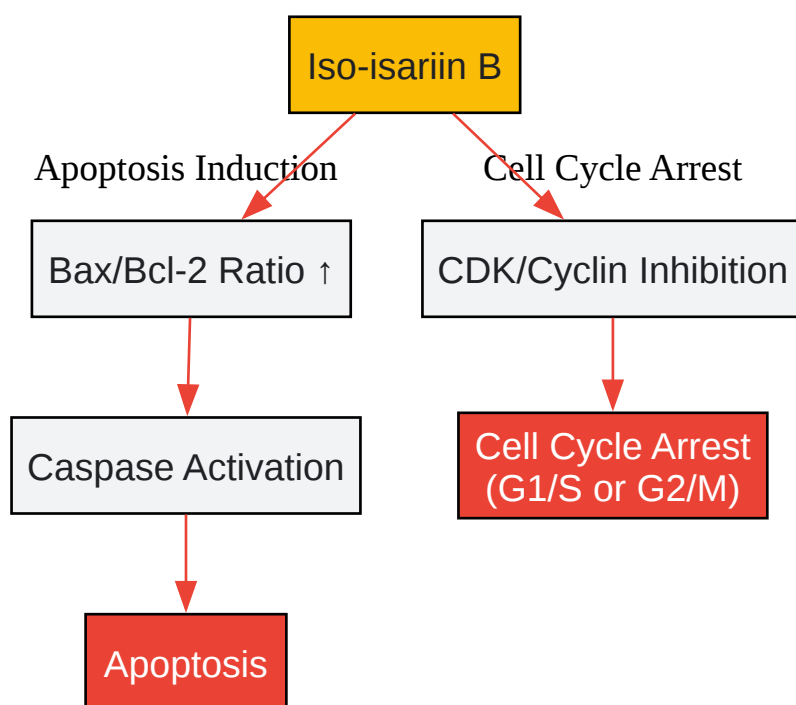 Iso-isariin B
Apoptosis Induction
Cell Cycle Arrest
Bax/Bcl-2 Ratio ↑
CDK/Cyclin Inhibition
Caspase Activation
Cell Cycle Arrest
(G1/S or G2/M)
Apoptosis